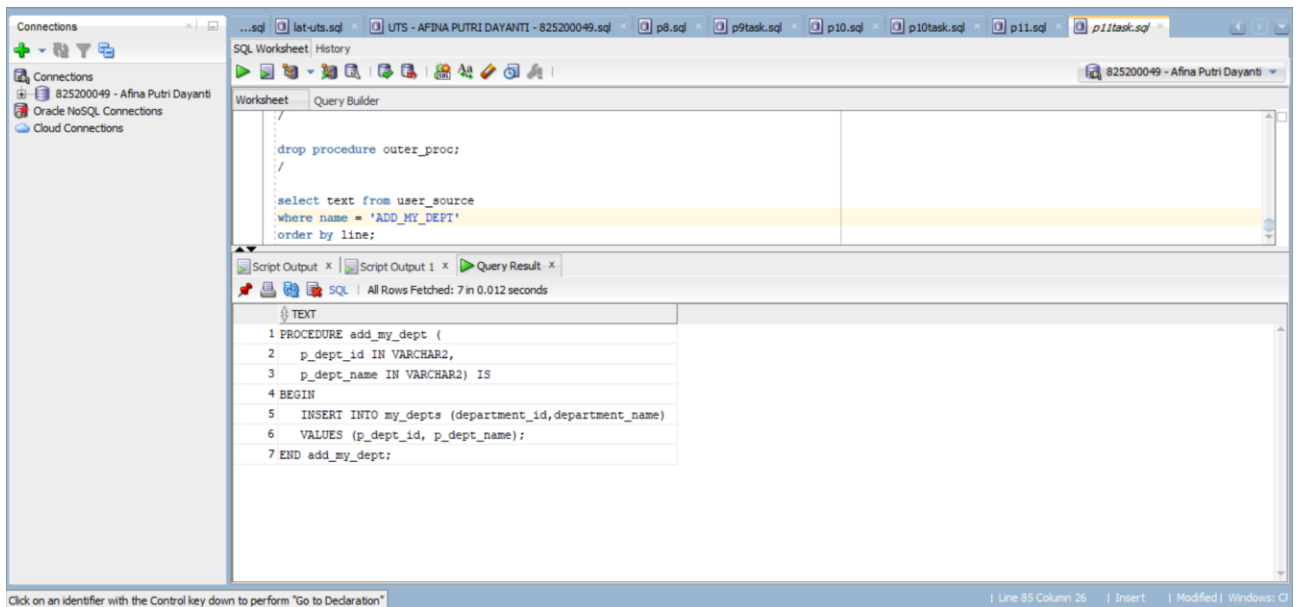 Connections
...sql lat-uts.sql UTS - AFINA PUTRI DAYANTI - 825200049.sql p8.sql p9task.sql p10.sql p10task.sql p11.sql p11task.sql
SQL Worksheet History
825200049 - Afina Putri Dayanti
Connections
825200049 - Afina Putri Dayanti
Oracle NoSQL Connections
Cloud Connections
Worksheet Query Builder
/
drop procedure outer_proc;
/
select text from user_source
where name = 'ADD_MY_DEPT'
order by line;
Script Output Script Output 1 Query Result
SQL | All Rows Fetched: 7 in 0.012 seconds
TEXT
1 PROCEDURE add_my_dept (
2 p_dept_id IN VARCHAR2,
3 p_dept_name IN VARCHAR2) IS
4 BEGIN
5 INSERT INTO my_depts (department_id,department_name)
6 VALUES (p_dept_id, p_dept_name);
7 END add_my_dept;
Click on an identifier with the Control key down to perform "Go to Declaration"
| Line 85 Column 26 | Insert | Modified | Windows: